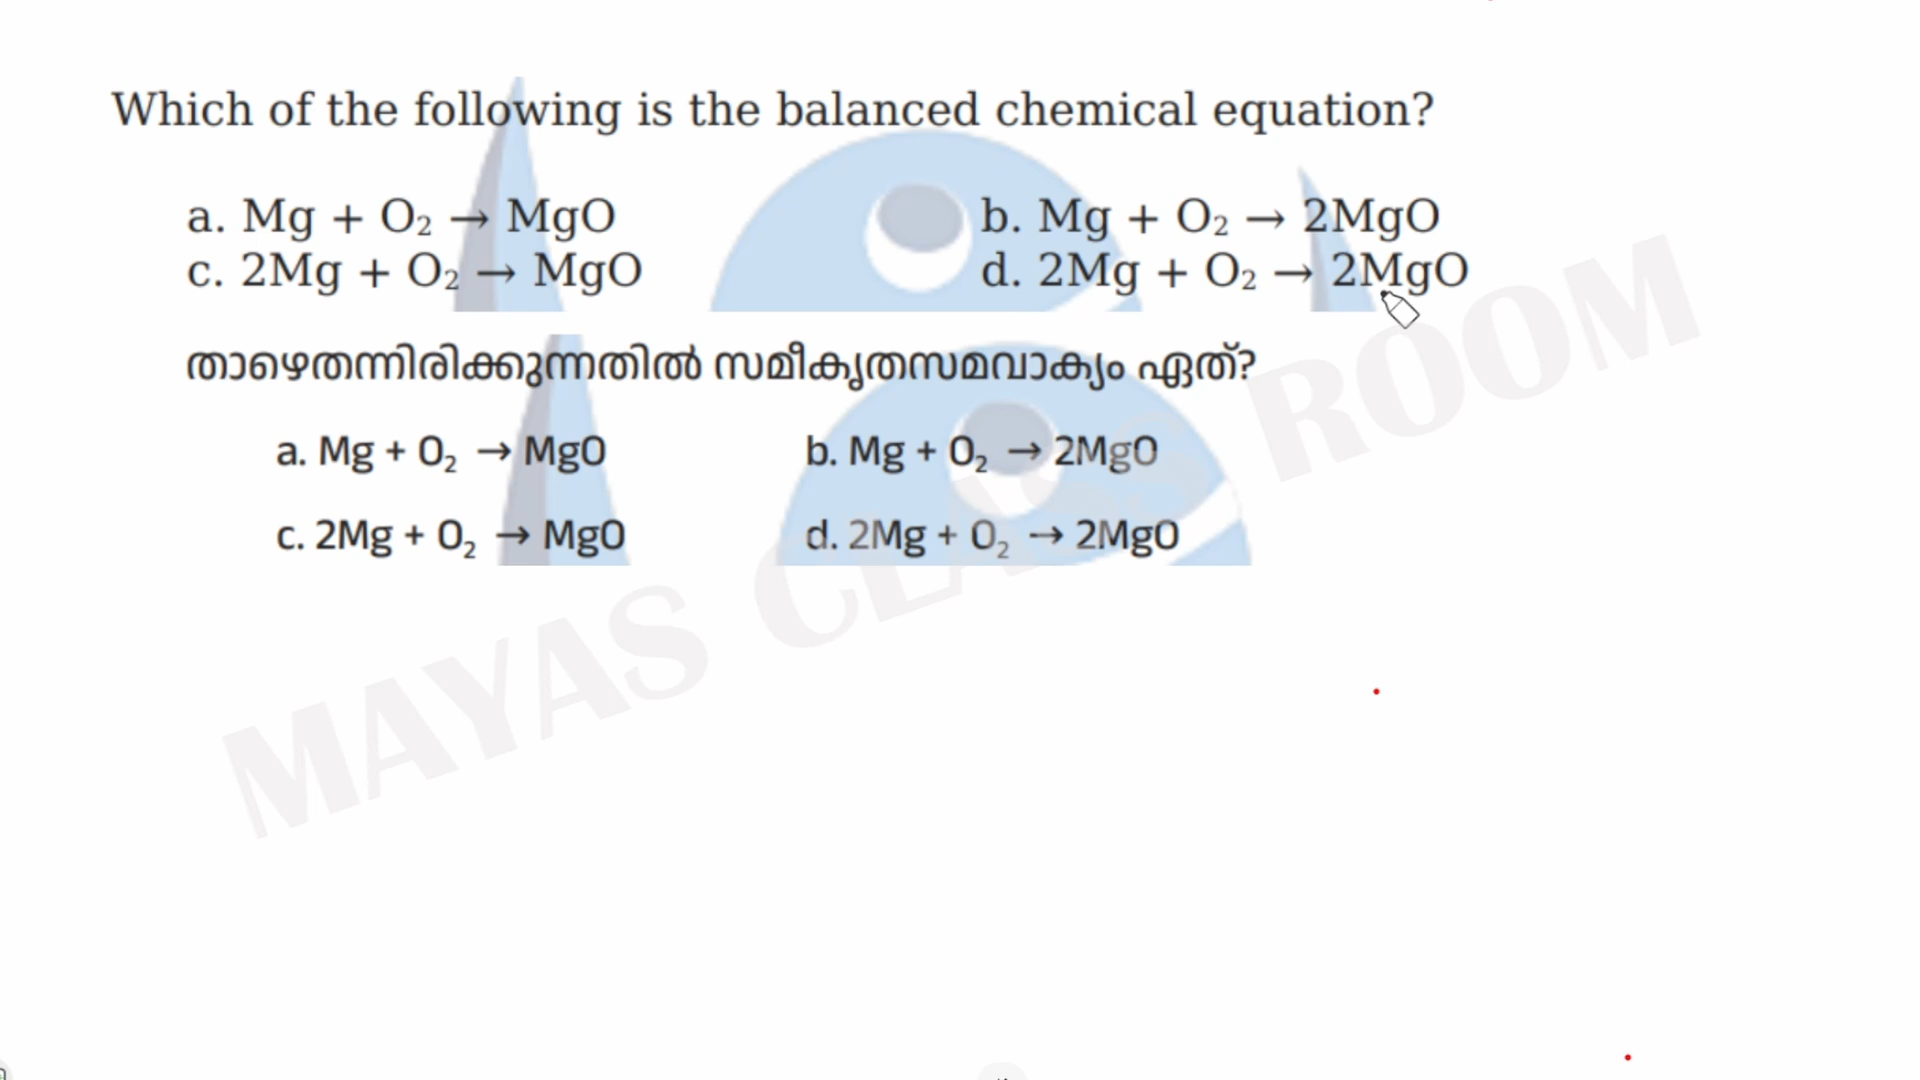 Which of the following is the balanced chemical equation?
a. Mg + O₂ → MgO b. Mg + O₂ → 2MgO
c. 2Mg + O₂ → MgO d. 2Mg + O₂ → 2MgO
താഴെതന്നിരിക്കുന്നതിൽ സമീകൃതസമവാക്യം ഏത്?
a. Mg + O₂ → MgO b. Mg + O₂ → 2MgO
c. 2Mg + O₂ → MgO d. 2Mg + O₂ → 2MgO
MAYAS CLASS ROOM